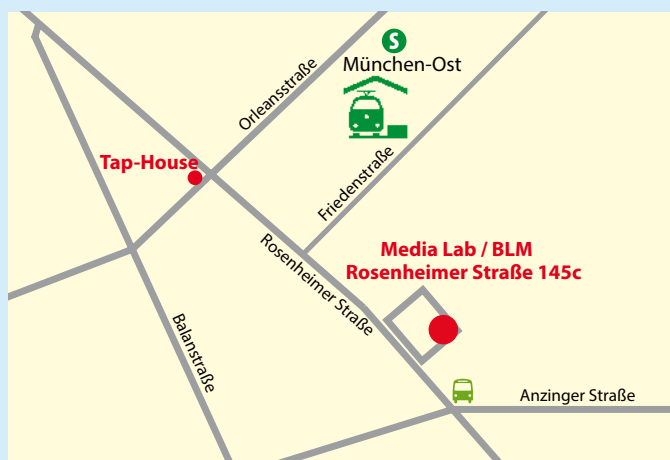 S
München-Ost
Orleansstraße
Tap-House
Friedenstraße
Rosenheimer Straße
Media Lab / BLM
Rosenheimer Straße 145c
Balanstraße
Anzinger Straße